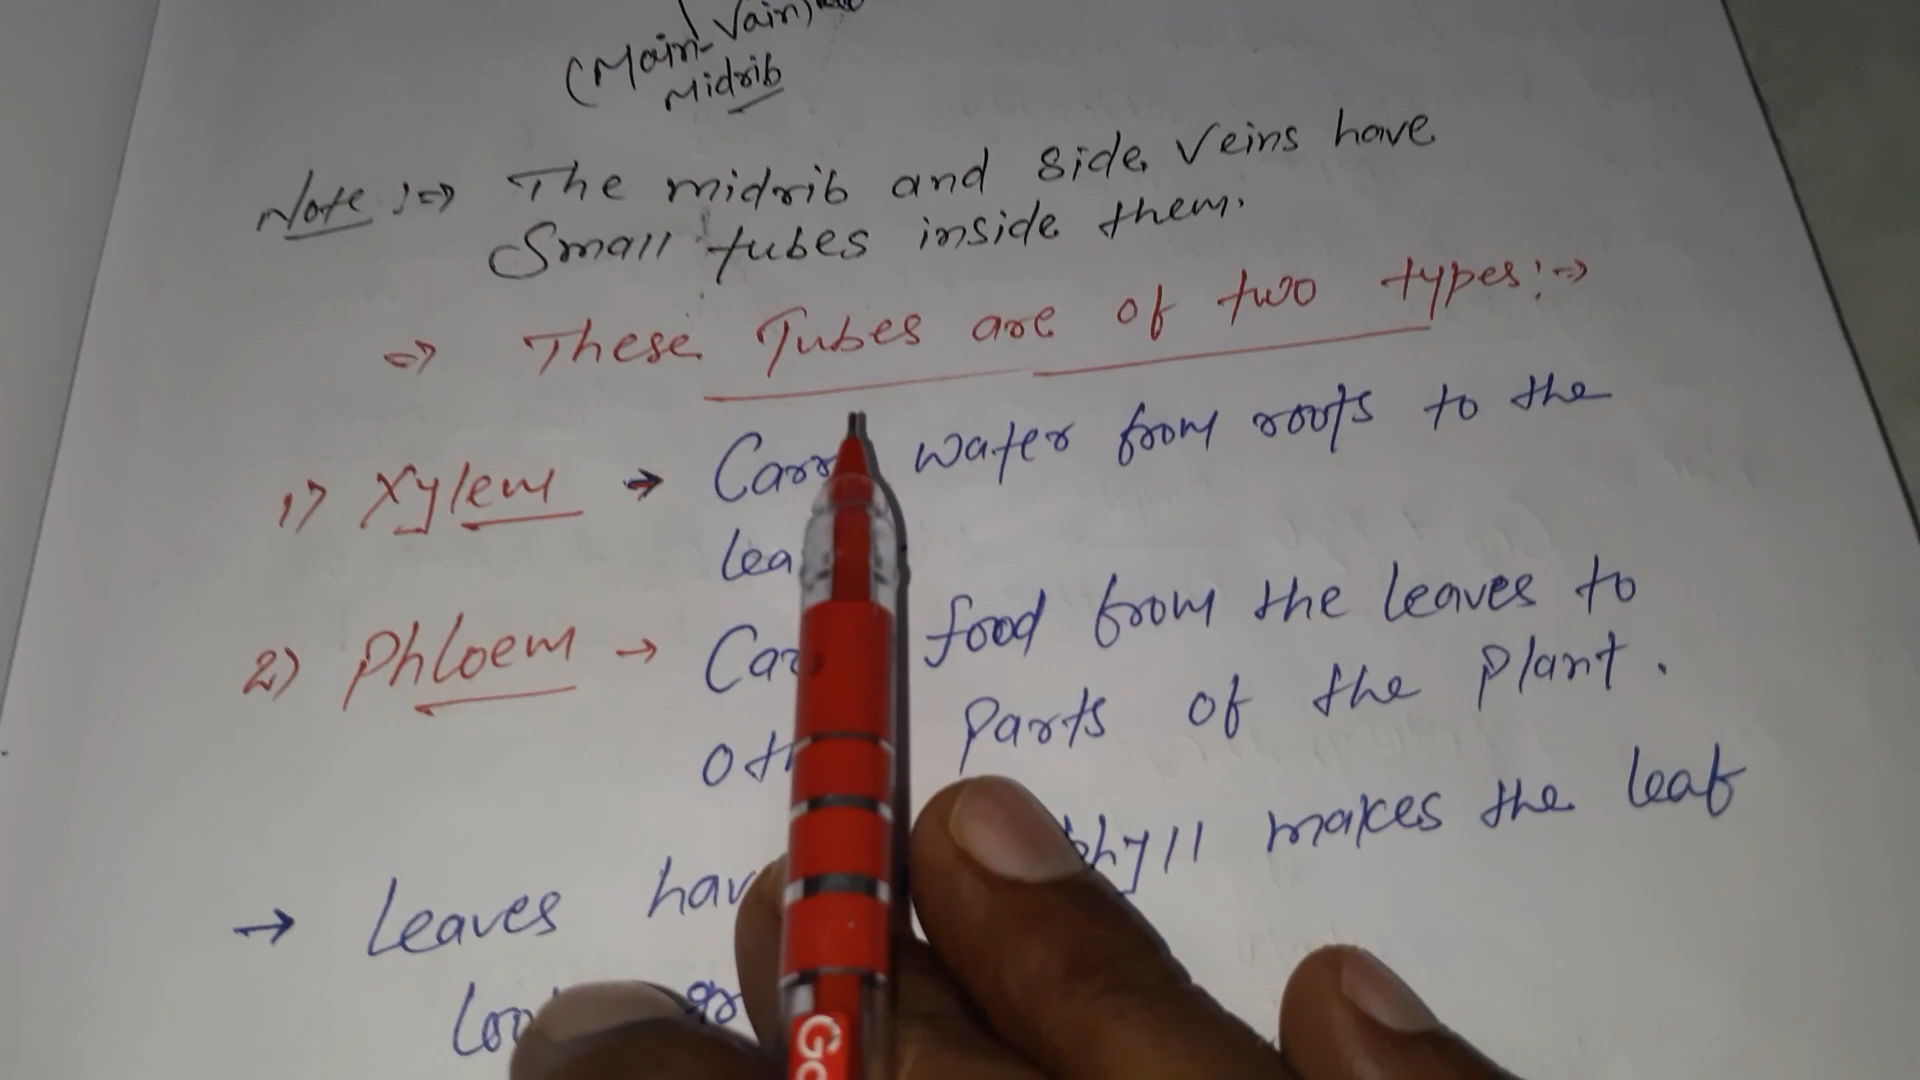 (Main-Vain)
Midrib
Note :⇒ The midrib and side veins have
Small tubes inside them.
⇒ These Tubes are of two types :⇒
1) Xylem → water from roots to the
2) Phloem → food from the leaves to
Parts of the Plant.
→ Leaves makes the leaf
Go